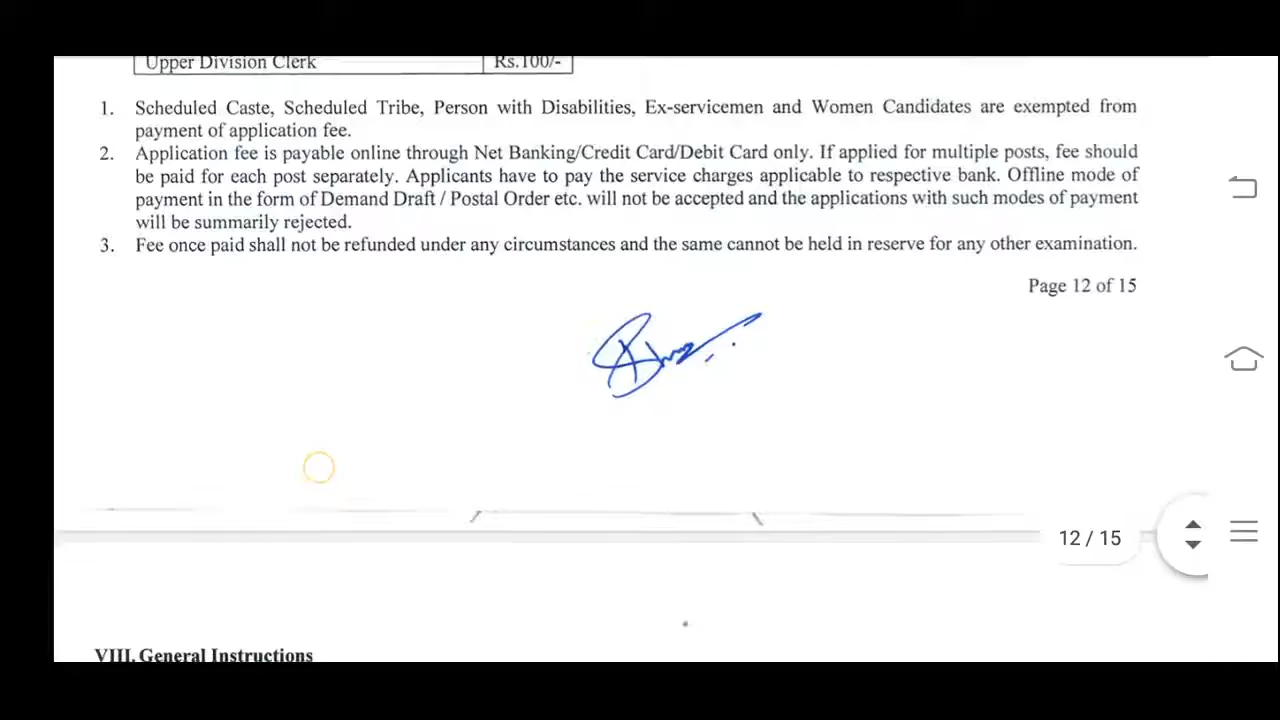 Upper Division Clerk Rs.100/-
1. Scheduled Caste, Scheduled Tribe, Person with Disabilities, Ex-servicemen and Women Candidates are exempted from
payment of application fee.
2. Application fee is payable online through Net Banking/Credit Card/Debit Card only. If applied for multiple posts, fee should
be paid for each post separately. Applicants have to pay the service charges applicable to respective bank. Offline mode of
payment in the form of Demand Draft / Postal Order etc. will not be accepted and the applications with such modes of payment
will be summarily rejected.
3. Fee once paid shall not be refunded under any circumstances and the same cannot be held in reserve for any other examination.
Page 12 of 15
12 / 15
VIII. General Instructions